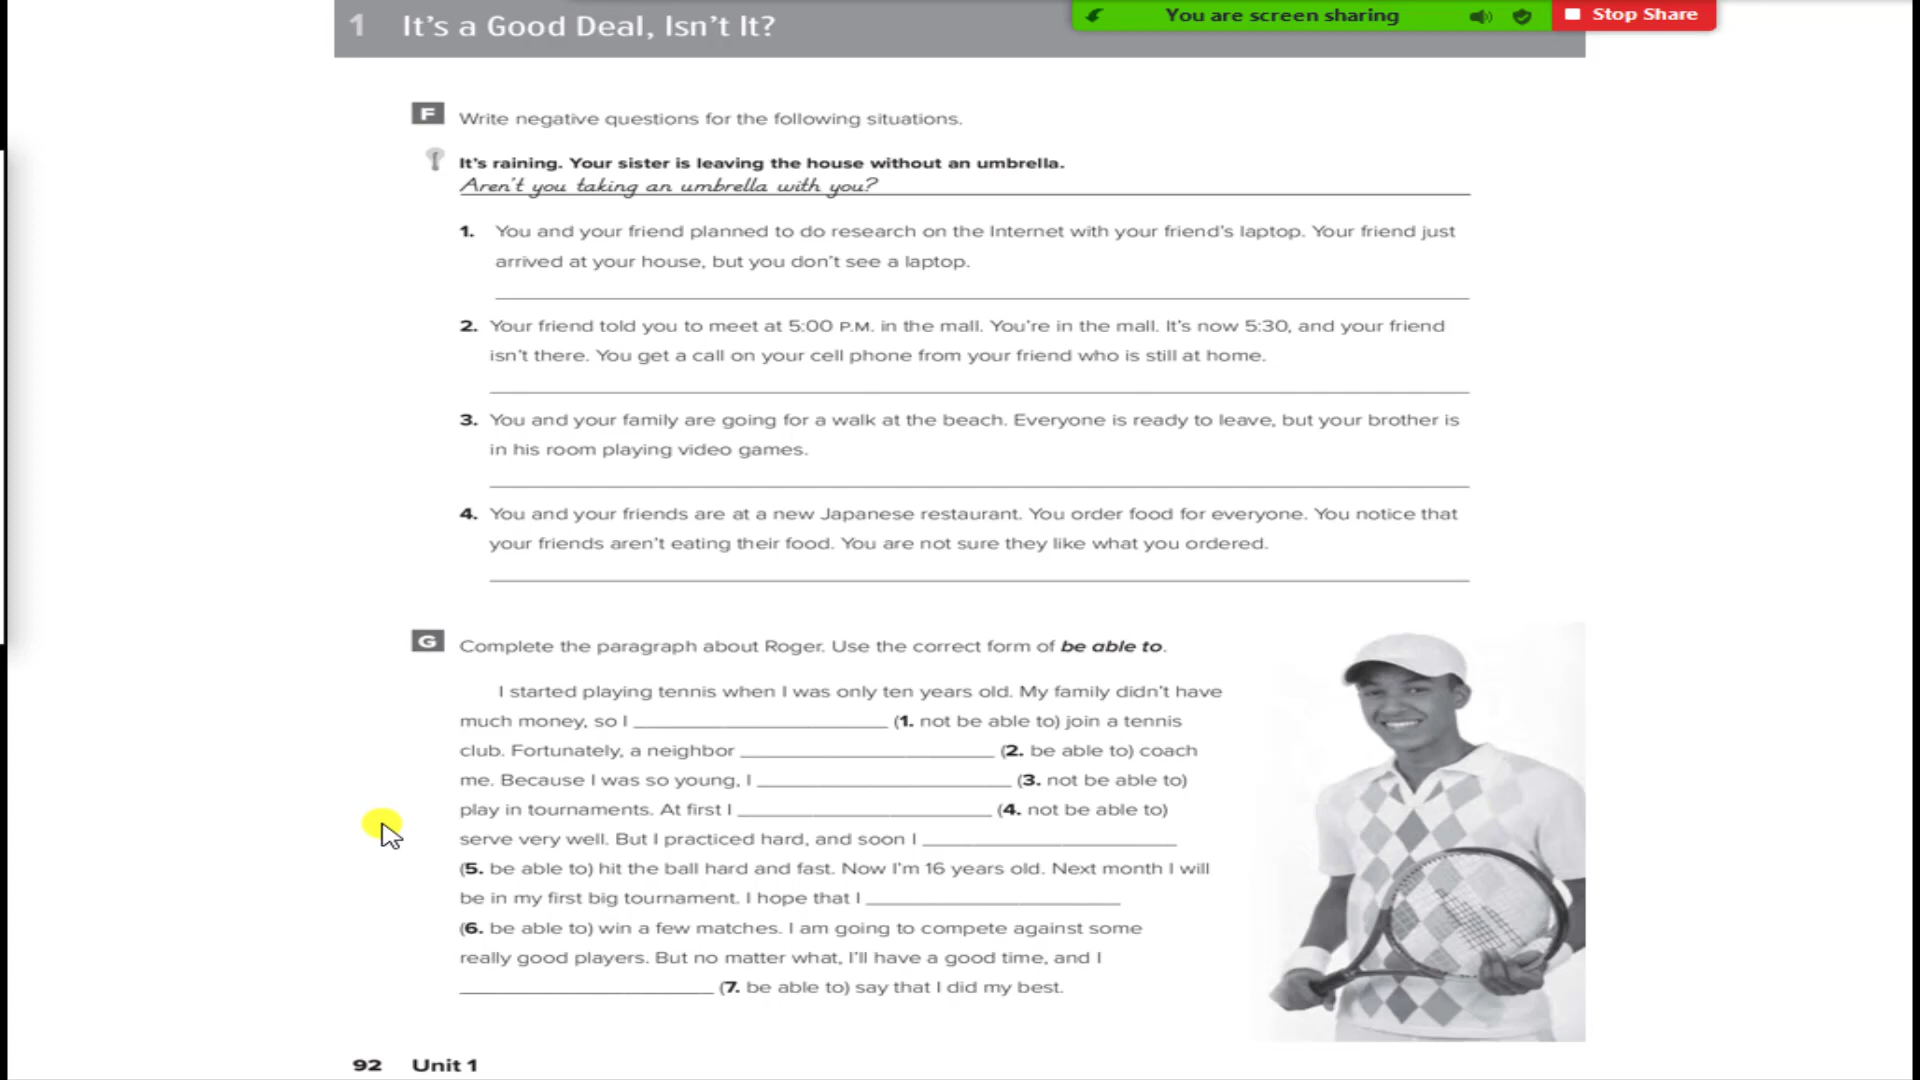 1 It's a Good Deal, Isn't It?
You are screen sharing
Stop Share
F Write negative questions for the following situations.
It's raining. Your sister is leaving the house without an umbrella.
Aren't you taking an umbrella with you?
1. You and your friend planned to do research on the Internet with your friend's laptop. Your friend just
arrived at your house, but you don't see a laptop.
2. Your friend told you to meet at 5:00 P.M. in the mall. You're in the mall. It's now 5:30, and your friend
isn't there. You get a call on your cell phone from your friend who is still at home.
3. You and your family are going for a walk at the beach. Everyone is ready to leave, but your brother is
in his room playing video games.
4. You and your friends are at a new Japanese restaurant. You order food for everyone. You notice that
your friends aren't eating their food. You are not sure they like what you ordered.
G Complete the paragraph about Roger. Use the correct form of be able to.
I started playing tennis when I was only ten years old. My family didn't have
much money, so I ____ (1. not be able to) join a tennis
club. Fortunately, a neighbor ____ (2. be able to) coach
me. Because I was so young, I ____ (3. not be able to)
play in tournaments. At first I ____ (4. not be able to)
serve very well. But I practiced hard, and soon I ____
(5. be able to) hit the ball hard and fast. Now I'm 16 years old. Next month I will
be in my first big tournament. I hope that I ____
(6. be able to) win a few matches. I am going to compete against some
really good players. But no matter what, I'll have a good time, and I
____ (7. be able to) say that I did my best.
92 Unit 1